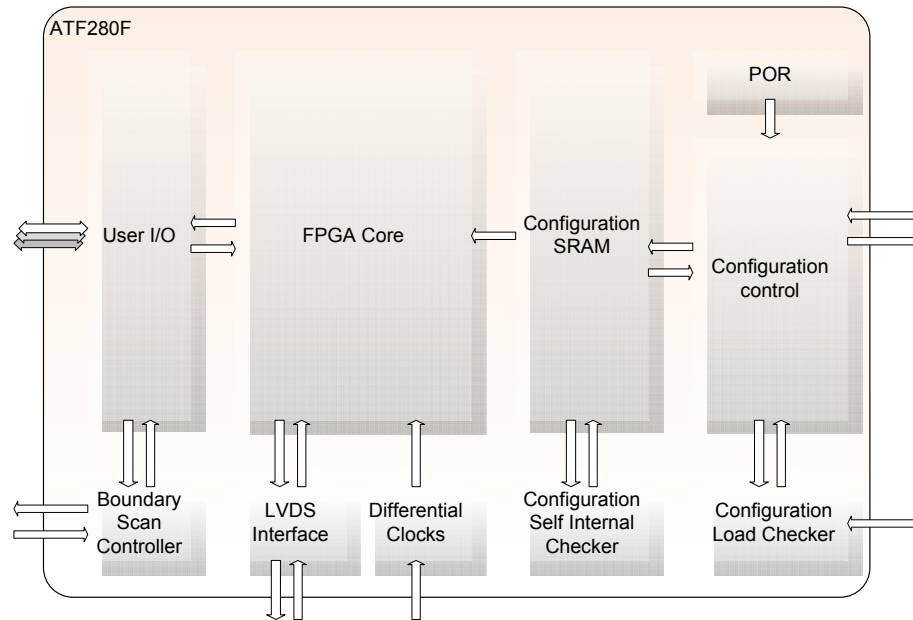 ATF280F
POR
User I/O
FPGA Core
Configuration
SRAM
Configuration
control
Boundary
Scan
Controller
LVDS
Interface
Differential
Clocks
Configuration
Self Internal
Checker
Configuration
Load Checker